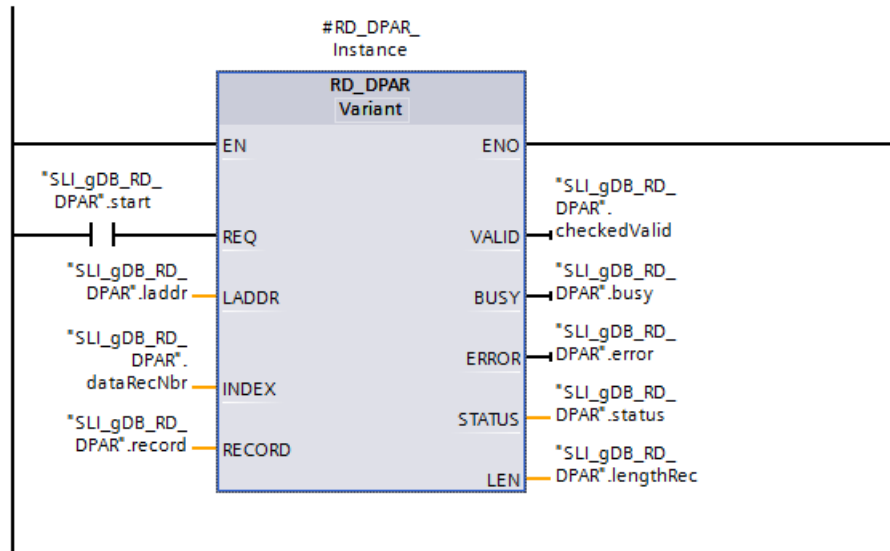 #RD_DPAR_
Instance
RD_DPAR
Variant
EN
ENO
"SLI_gDB_RD_
DPAR".start
REQ
"SLI_gDB_RD_
DPAR".
checkedValid
VALID
"SLI_gDB_RD_
DPAR".laddr
LADDR
"SLI_gDB_RD_
DPAR".busy
BUSY
"SLI_gDB_RD_
DPAR".
dataRecNbr
INDEX
"SLI_gDB_RD_
DPAR".error
ERROR
"SLI_gDB_RD_
DPAR".status
STATUS
"SLI_gDB_RD_
DPAR".record
RECORD
"SLI_gDB_RD_
DPAR".lengthRec
LEN